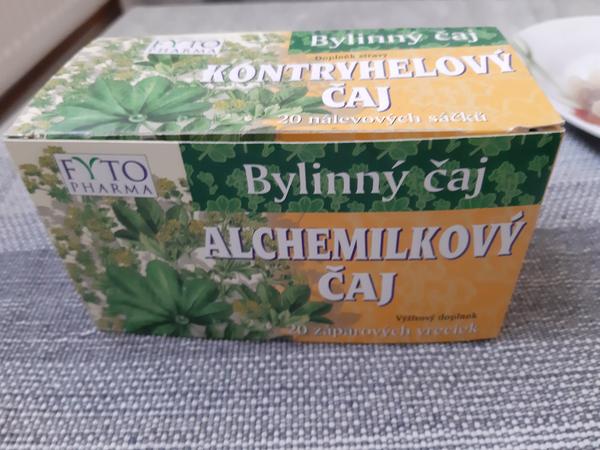 FYTO
PHARMA
Bylinný čaj
Doplněk stravy
KONTRYHELOVÝ
ČAJ
20 nálevových sáčků
FYTO
PHARMA
Bylinný čaj
ALCHEMILKOVÝ
ČAJ
Výživový doplnok
20 záparových vreciek